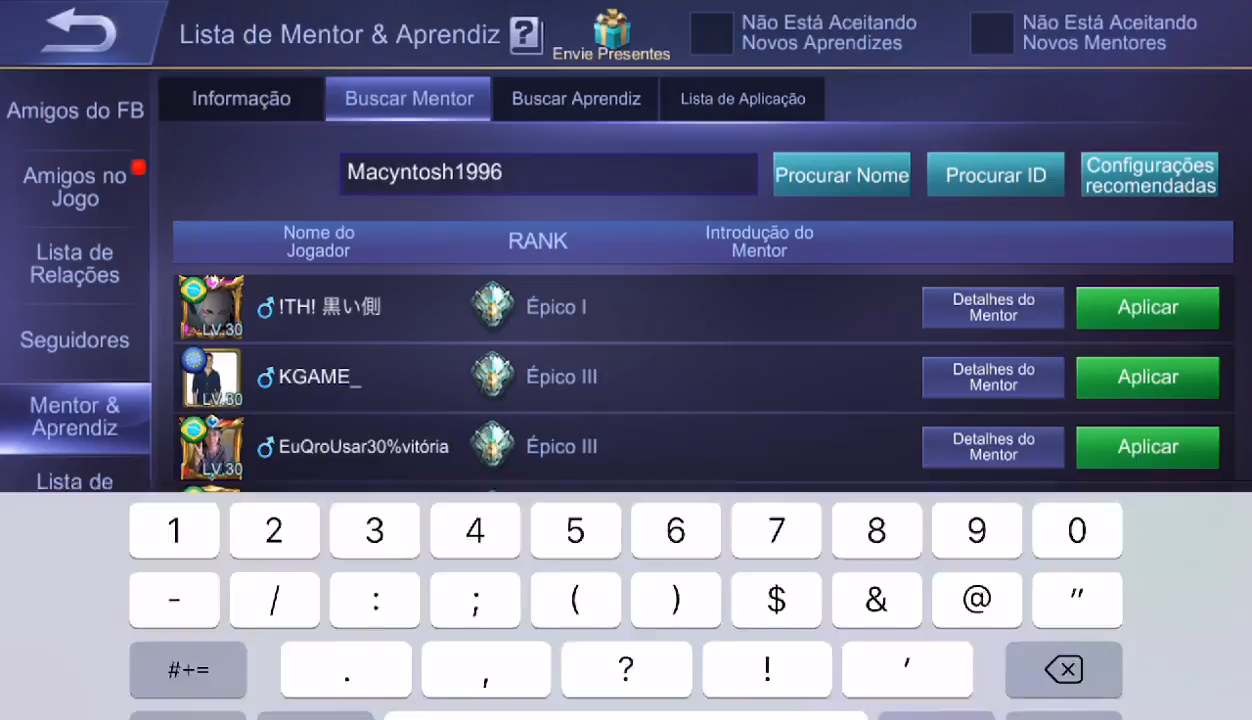 Lista de Mentor & Aprendiz ?
Envie Presentes
Não Está Aceitando
Novos Aprendizes
Não Está Aceitando
Novos Mentores
Amigos do FB
Amigos no
Jogo
Lista de
Relações
Seguidores
Mentor &
Aprendiz
Lista de
Informação
Buscar Mentor
Buscar Aprendiz
Lista de Aplicação
Macyntosh1996
Procurar Nome
Procurar ID
Configurações
recomendadas
Nome do
Jogador
RANK
Introdução do
Mentor
LV.30
♂ !TH! 黒い側
Épico I
Detalhes do
Mentor
Aplicar
LV.30
♂ KGAME_
Épico III
Detalhes do
Mentor
Aplicar
LV.30
♂ EuQroUsar30%vitória
Épico III
Detalhes do
Mentor
Aplicar
1 2 3 4 5 6 7 8 9 0
- / : ; ( ) $ & @ "
#+= . , ? ! '